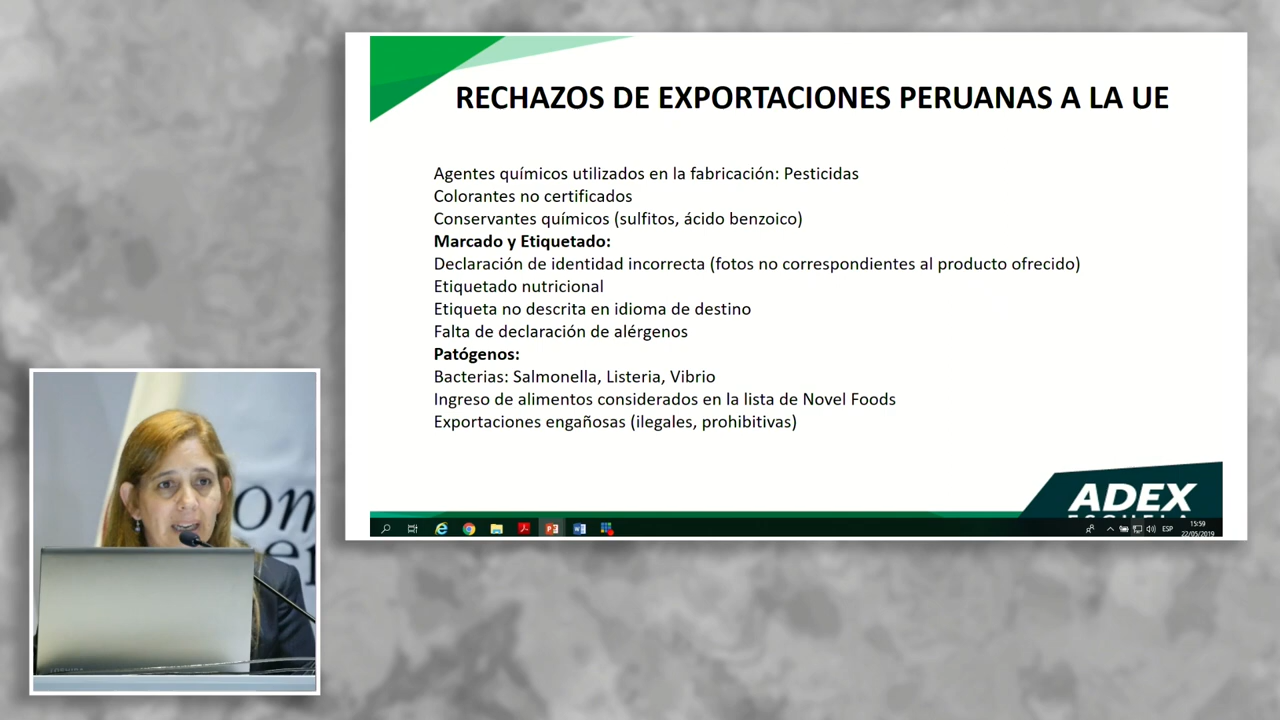 RECHAZOS DE EXPORTACIONES PERUANAS A LA UE
Agentes químicos utilizados en la fabricación: Pesticidas
Colorantes no certificados
Conservantes químicos (sulfitos, ácido benzoico)
Marcado y Etiquetado:
Declaración de identidad incorrecta (fotos no correspondientes al producto ofrecido)
Etiquetado nutricional
Etiqueta no descrita en idioma de destino
Falta de declaración de alérgenos
Patógenos:
Bacterias: Salmonella, Listeria, Vibrio
Ingreso de alimentos considerados en la lista de Novel Foods
Exportaciones engañosas (ilegales, prohibitivas)
ADEX
ESP
15:59
22/05/2019